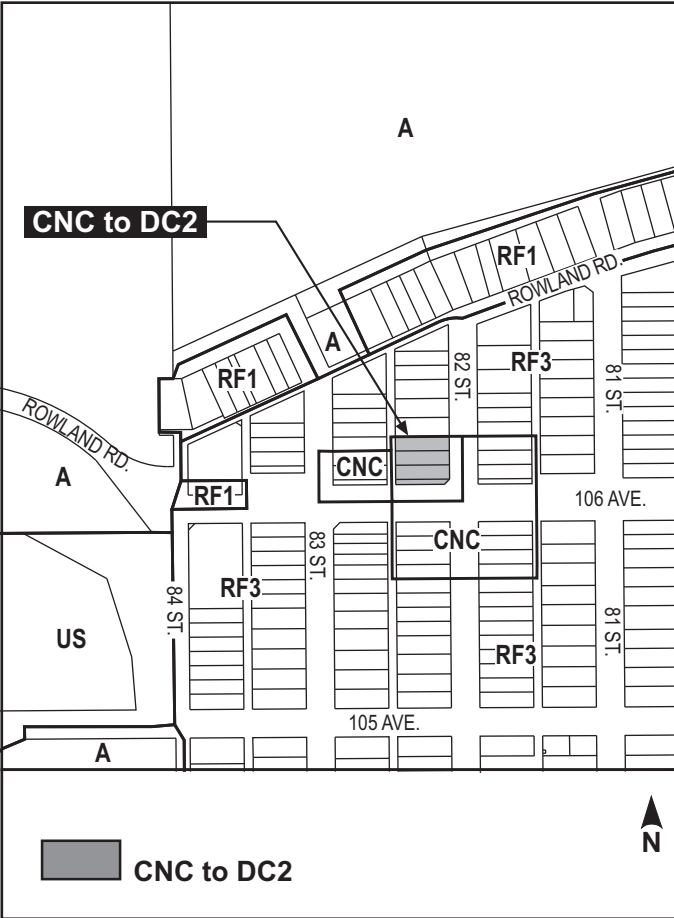 A
CNC to DC2
RF1
ROWLAND RD.
A
RF1
82 ST.
RF3
81 ST.
ROWLAND RD.
A
CNC
RF1
106 AVE.
CNC
83 ST.
RF3
84 ST.
US
81 ST.
RF3
105 AVE.
A
N
CNC to DC2